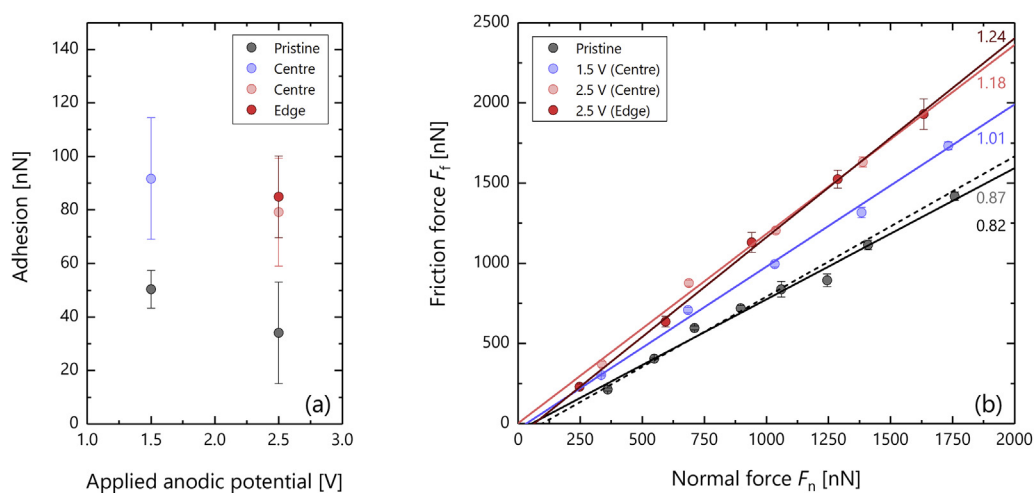 140
120
100
80
60
40
20
0
Adhesion [nN]
Pristine
Centre
Centre
Edge
(a)
1.0 1.5 2.0 2.5 3.0
Applied anodic potential [V]
2500
2000
1500
1000
500
0
Friction force Ff [nN]
Pristine
1.5 V (Centre)
2.5 V (Centre)
2.5 V (Edge)
1.24
1.18
1.01
0.87
0.82
(b)
0 250 500 750 1000 1250 1500 1750 2000
Normal force Fn [nN]